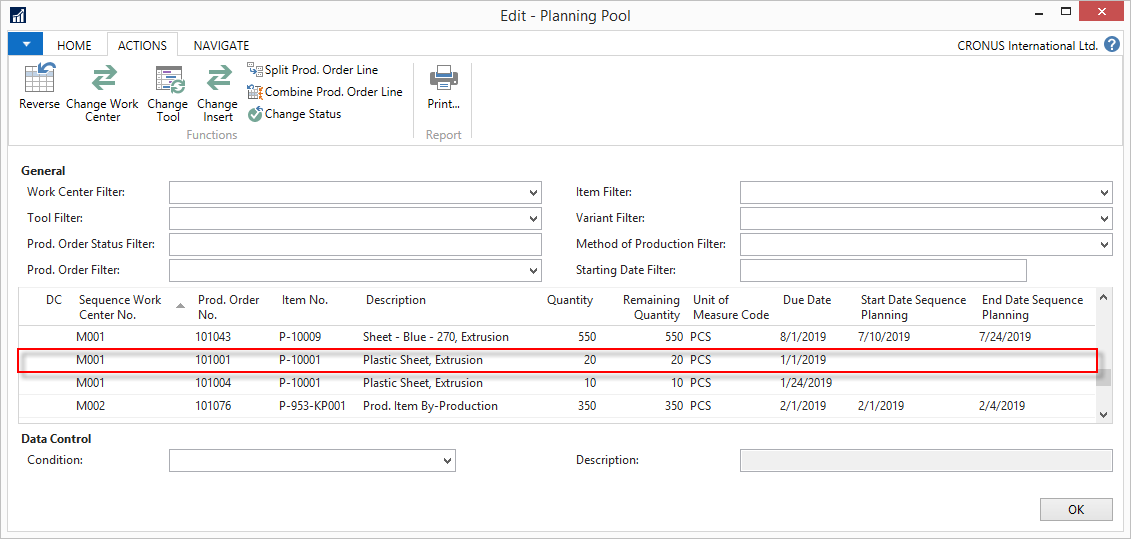 Edit - Planning Pool
HOME ACTIONS NAVIGATE CRONUS International Ltd. ?
Reverse
Change Work Center
Change Tool
Change Insert
Split Prod. Order Line
Combine Prod. Order Line
Change Status
Functions
Print...
Report
General
Work Center Filter: Item Filter:
Tool Filter: Variant Filter:
Prod. Order Status Filter: Method of Production Filter:
Prod. Order Filter: Starting Date Filter:
DC Sequence Work Center No. Prod. Order No. Item No. Description Quantity Remaining Quantity Unit of Measure Code Due Date Start Date Sequence Planning End Date Sequence Planning
M001 101043 P-10009 Sheet - Blue - 270, Extrusion 550 550 PCS 8/1/2019 7/10/2019 7/24/2019
M001 101001 P-10001 Plastic Sheet, Extrusion 20 20 PCS 1/1/2019
M001 101004 P-10001 Plastic Sheet, Extrusion 10 10 PCS 1/24/2019
M002 101076 P-953-KP001 Prod. Item By-Production 350 350 PCS 2/1/2019 2/1/2019 2/4/2019
Data Control
Condition: Description:
OK